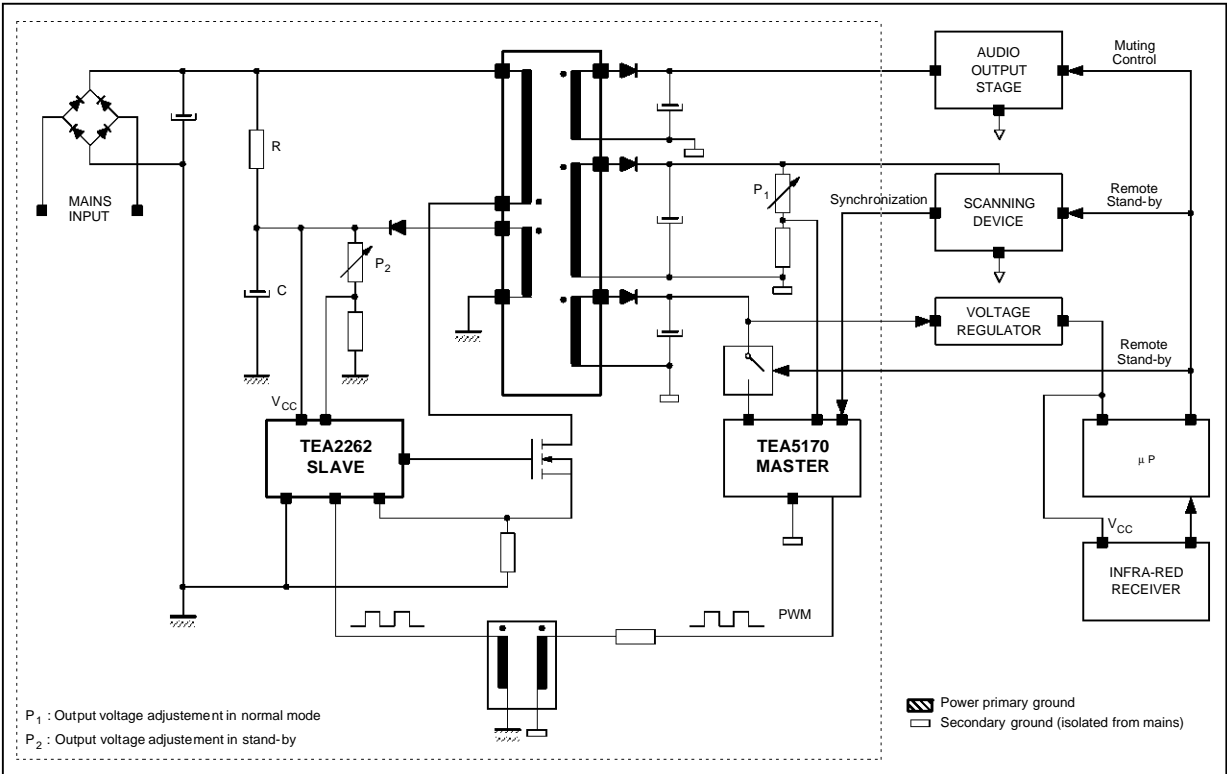 AUDIO
OUTPUT
STAGE
Muting
Control
R
MAINS
INPUT
P1
Synchronization
SCANNING
DEVICE
Remote
Stand-by
P2
C
VOLTAGE
REGULATOR
Remote
Stand-by
VCC
TEA2262
SLAVE
TEA5170
MASTER
μP
VCC
INFRA-RED
RECEIVER
PWM
P1 : Output voltage adjustement in normal mode
P2 : Output voltage adjustement in stand-by
Power primary ground
Secondary ground (isolated from mains)